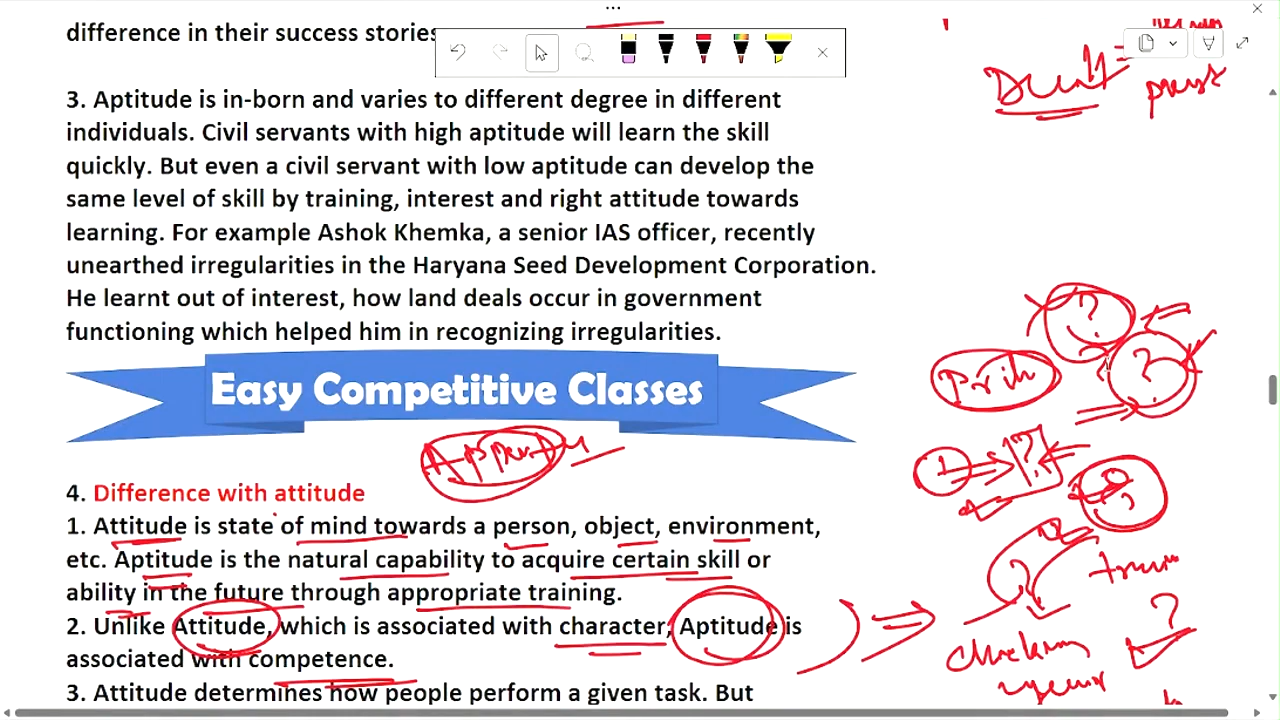 difference in their success stories
3. Aptitude is in-born and varies to different degree in different
individuals. Civil servants with high aptitude will learn the skill
quickly. But even a civil servant with low aptitude can develop the
same level of skill by training, interest and right attitude towards
learning. For example Ashok Khemka, a senior IAS officer, recently
unearthed irregularities in the Haryana Seed Development Corporation.
He learnt out of interest, how land deals occur in government
functioning which helped him in recognizing irregularities.
Easy Competitive Classes
4. Difference with attitude
1. Attitude is state of mind towards a person, object, environment,
etc. Aptitude is the natural capability to acquire certain skill or
ability in the future through appropriate training.
2. Unlike Attitude, which is associated with character, Aptitude is
associated with competence.
3. Attitude determines how people perform a given task. But